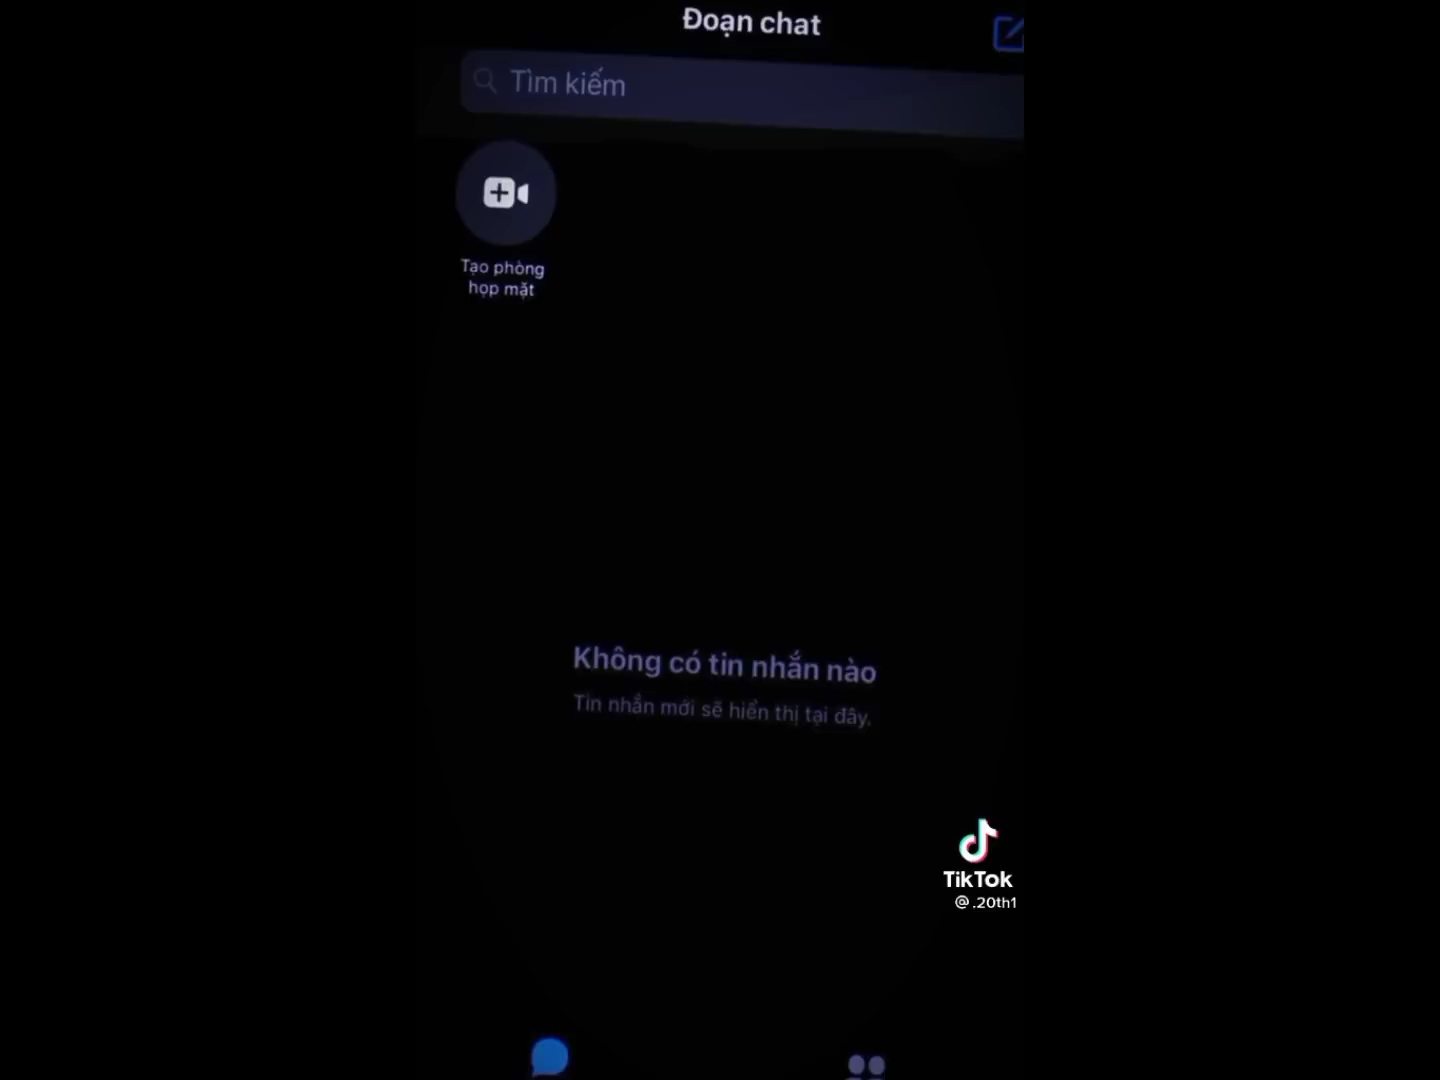 Đoạn chat
Tìm kiếm
Tạo phòng
họp mặt
Không có tin nhắn nào
Tin nhắn mới sẽ hiển thị tại đây.
TikTok
@.20th1